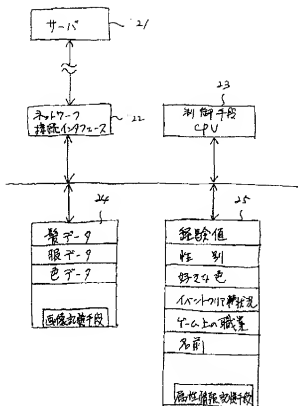 サーバ
21
ネットワーク
接続インタフェース
22
23
制御手段
CPU
24
髪データ
眼データ
色データ
画像記憶手段
25
経験値
性別
好きな色
イベントクリア状況
ゲーム上の職業
名前
属性情報記憶手段